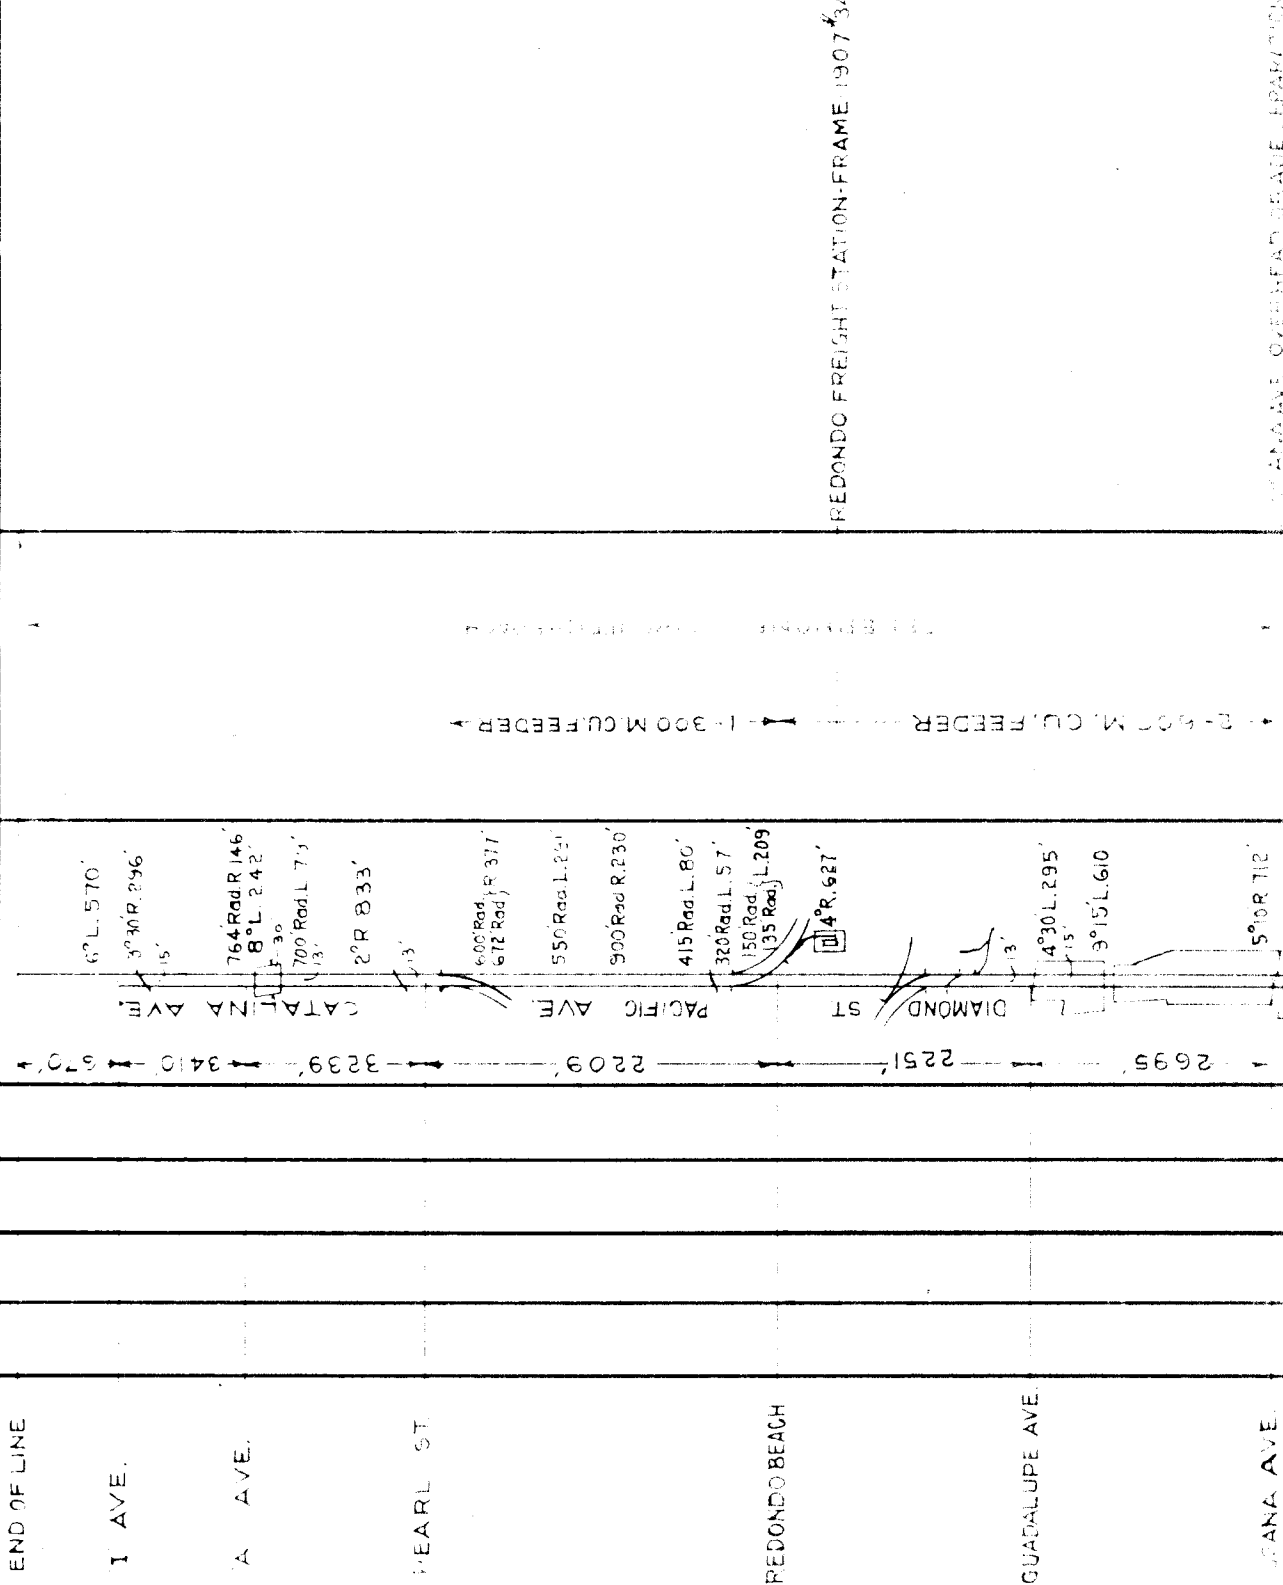 REDONDO FREIGHT STATION-FRAME 1907
1-300 M.CU.FEEDER
M.CU.FEEDER
6° L. 570'
3°30' R. 296'
15'
764' Rad. R 146'
8° L. 242'
30'
700' Rad. L.
13'
2° R 833'
13'
600' Rad.} R 377'
672' Rad.}
550 Rad. L.
900' Rad R. 230'
415 Rad. L. 80'
320' Rad. L. 57'
150' Rad.} L. 209'
135' Rad.}
4° R. 627'
13'
4°30' L. 295'
15'
9°15' L. 610
5°10' R 712'
CATALINA AVE.
PACIFIC AVE.
DIAMOND ST.
670'
3410'
3239'
2209'
2251'
2695'
END OF LINE
I AVE.
A AVE.
PEARL ST.
REDONDO BEACH
GUADALUPE AVE.
AVE.